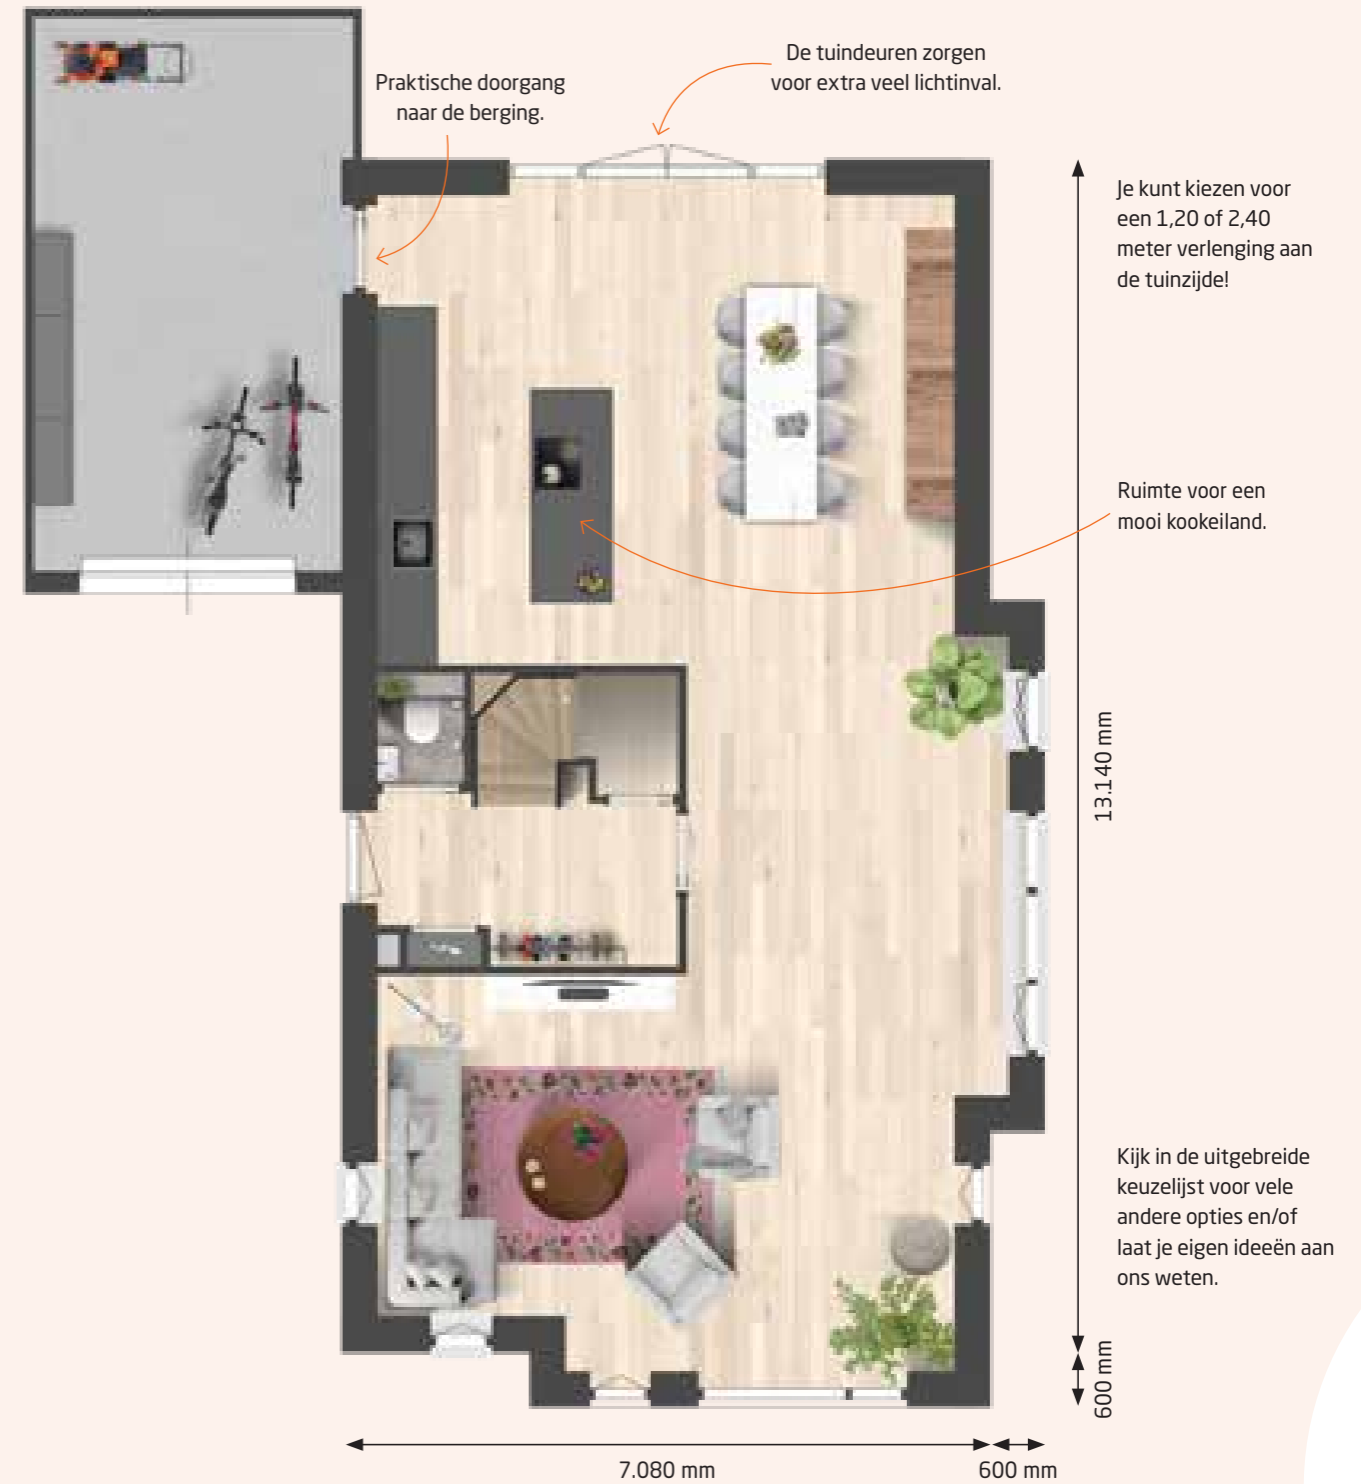 De tuindeuren zorgen
voor extra veel lichtinval.
Praktische doorgang
naar de berging.
Je kunt kiezen voor
een 1,20 of 2,40
meter verlenging aan
de tuinzijde!
Ruimte voor een
mooi kookeiland.
13.140 mm
Kijk in de uitgebreide
keuzelijst voor vele
andere opties en/of
laat je eigen ideeën aan
ons weten.
600 mm
7.080 mm
600 mm